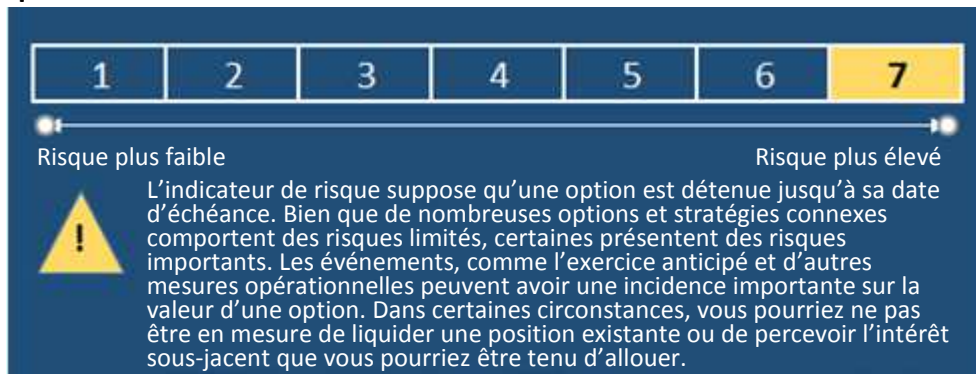 1 2 3 4 5 6 7
Risque plus faible Risque plus élevé
!
L’indicateur de risque suppose qu’une option est détenue jusqu’à sa date
d’échéance. Bien que de nombreuses options et stratégies connexes
comportent des risques limités, certaines présentent des risques
importants. Les événements, comme l’exercice anticipé et d’autres
mesures opérationnelles peuvent avoir une incidence importante sur la
valeur d’une option. Dans certaines circonstances, vous pourriez ne pas
être en mesure de liquider une position existante ou de percevoir l’intérêt
sous-jacent que vous pourriez être tenu d’allouer.